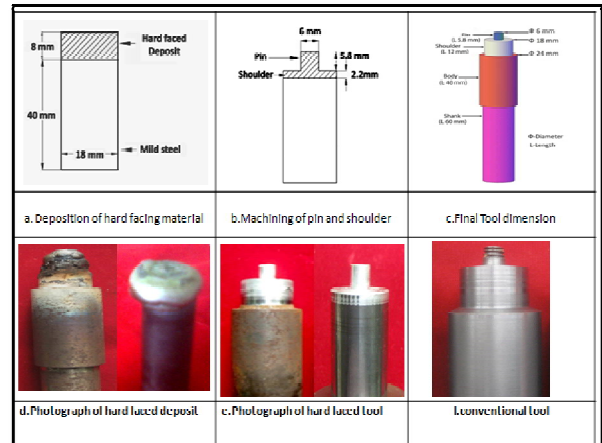 8 mm
Hard faced
Deposit
40 mm
18 mm
Mild steel
6 mm
Pin
5.8 mm
Shoulder
2.2mm
Pin
(L 5.8 mm)
Shoulder
(L 12 mm)
Φ 6 mm
Φ 18 mm
Φ 24 mm
Body
(L 40 mm)
Shank
(L 60 mm)
Φ-Diameter
L-Length
a. Deposition of hard facing material
b.Machining of pin and shoulder
c.Final Tool dimension
d.Photograph of hard faced deposit
e.Photograph of hard faced tool
f.conventional tool